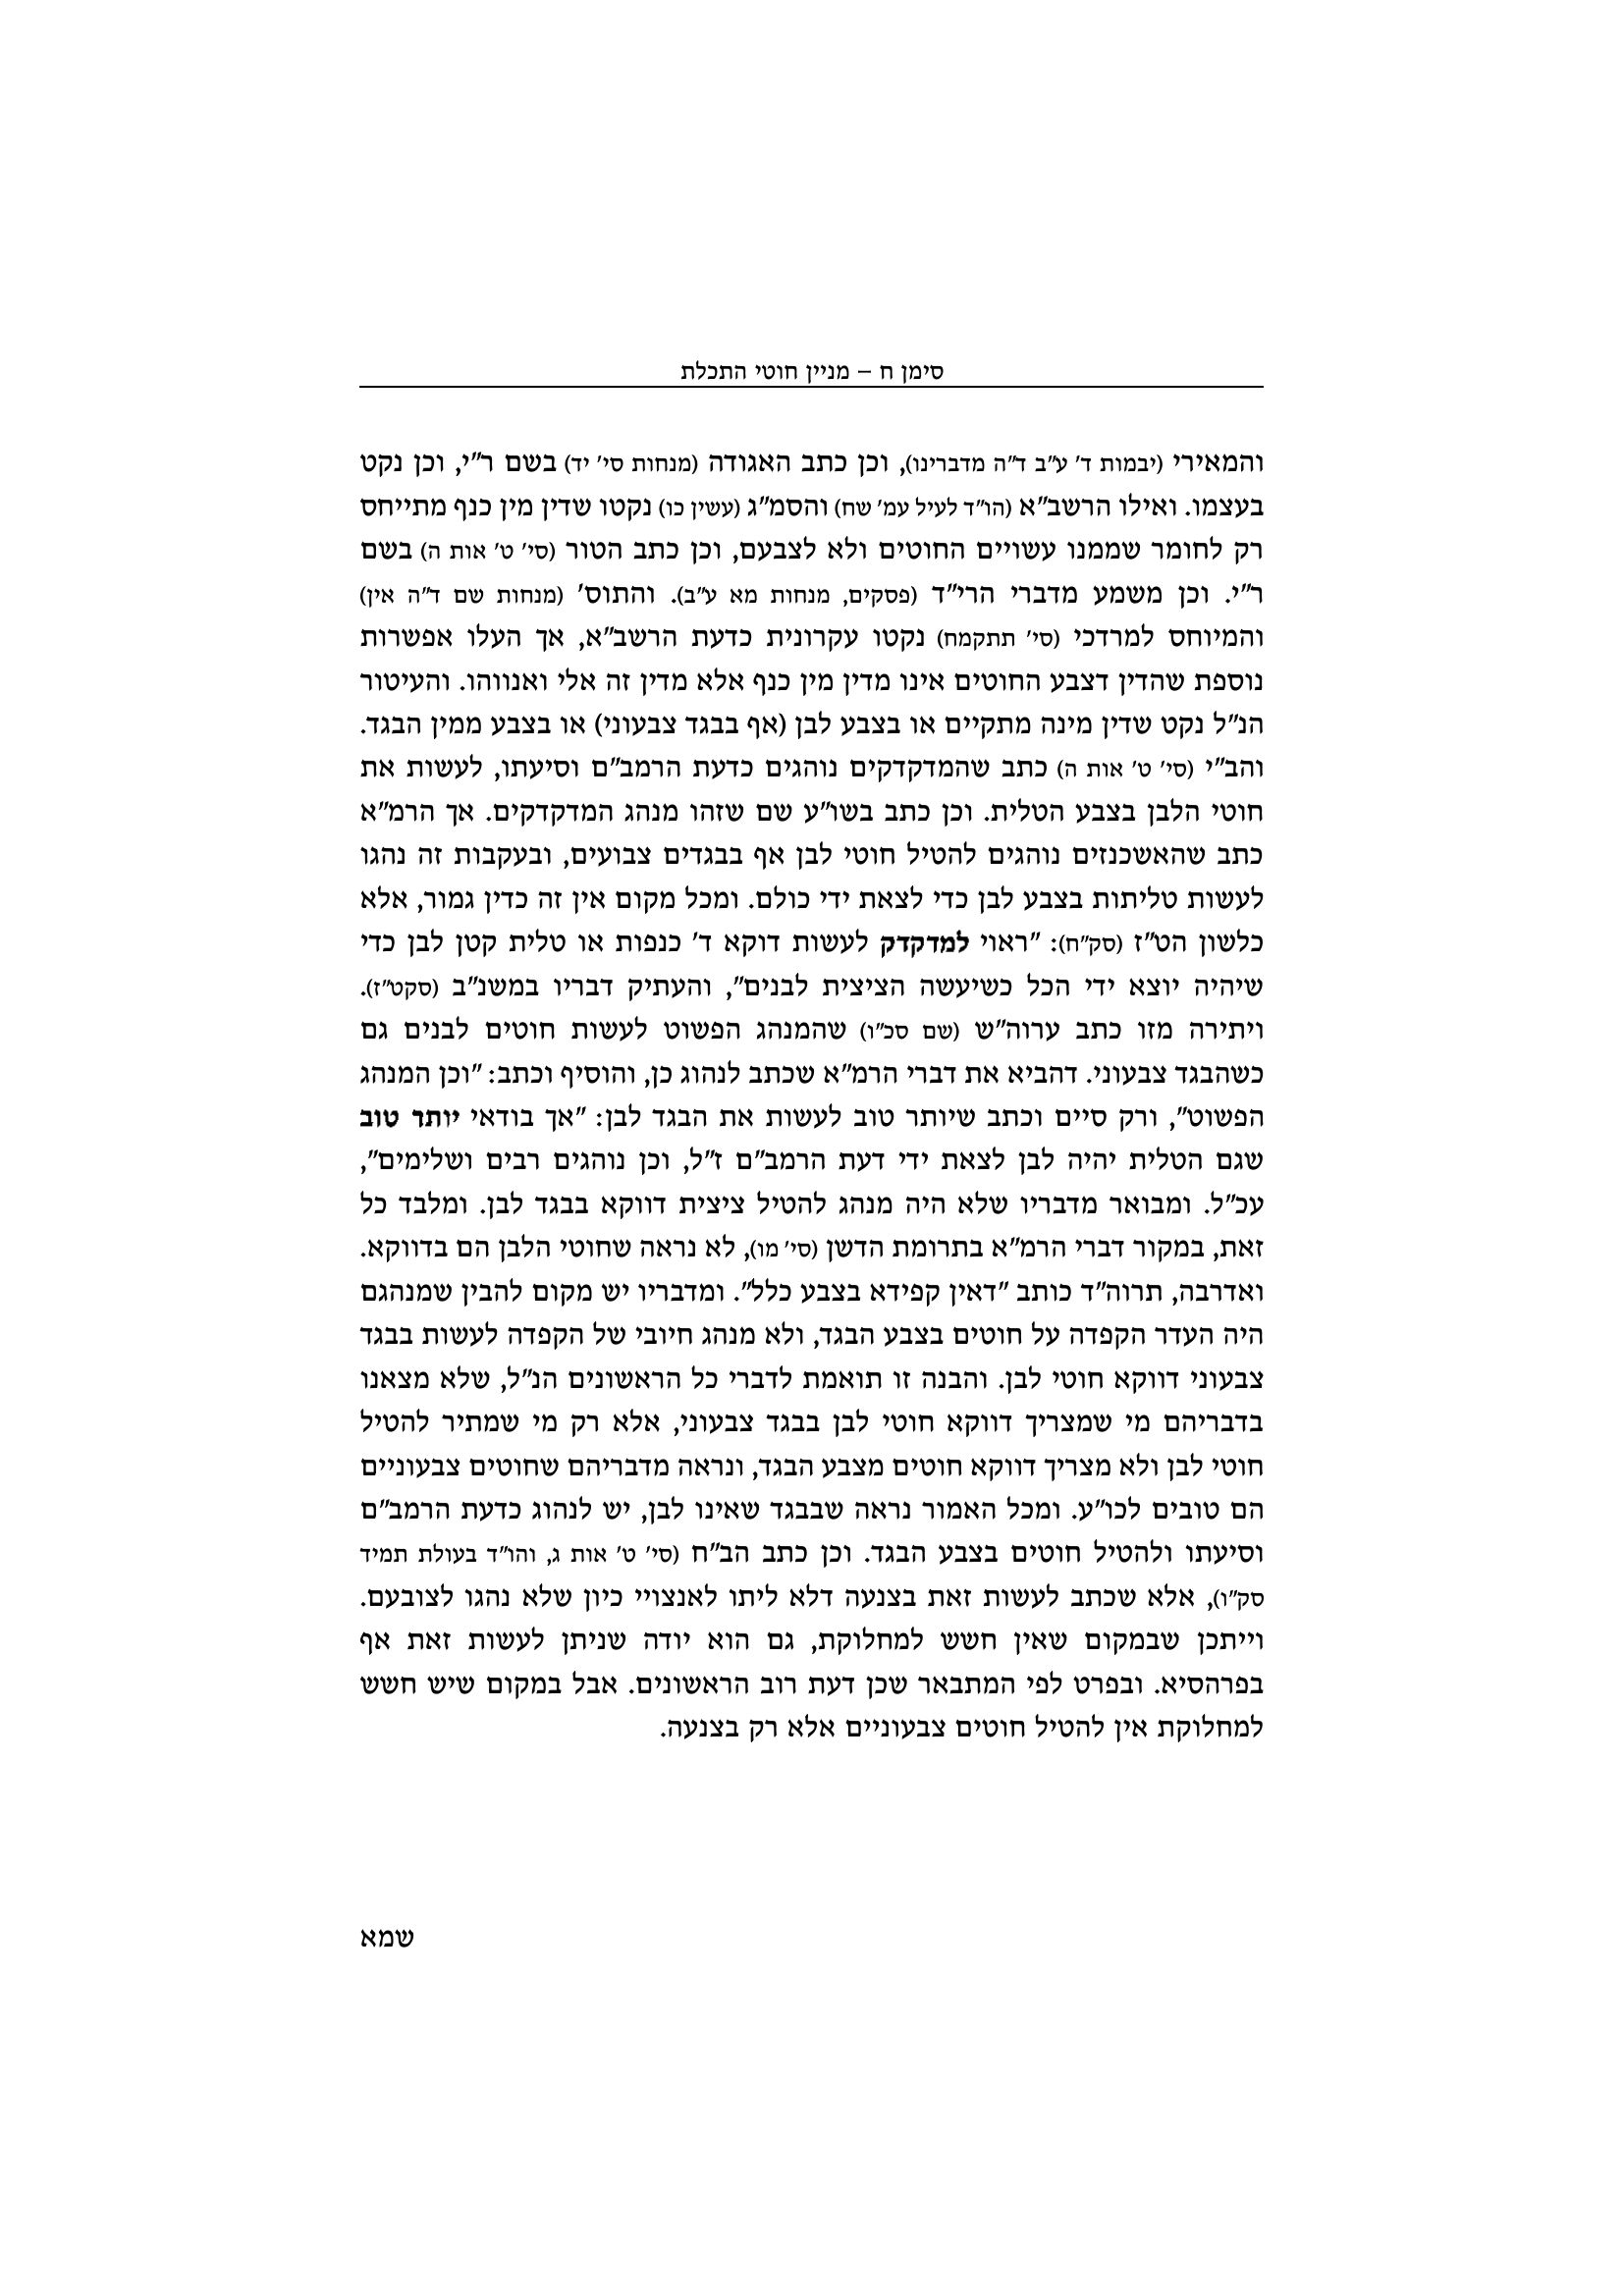 סימן ח – מניין חוטי התכלת
והמאירי (יבמות ד' ע"ב ד"ה מדברינו), וכן כתב האגודה (מנחות סי' יד) בשם ר"י, וכן נקט
בעצמו. ואילו הרשב"א (הו"ד לעיל עמ' שח) והסמ"ג (עשין כו) נקטו שדין מין כנף מתייחס
רק לחומר שממנו עשויים החוטים ולא לצבעם, וכן כתב הטור (סי' ט' אות ה) בשם
ר"י. וכן משמע מדברי הרי"ד (פסקים, מנחות מא ע"ב). והתוס' (מנחות שם ד"ה אין)
והמיוחס למרדכי (סי' תתקמח) נקטו עקרונית כדעת הרשב"א, אך העלו אפשרות
נוספת שהדין דצבע החוטים אינו מדין מין כנף אלא מדין זה אלי ואנווהו. והעיטור
הנ"ל נקט שדין מינה מתקיים או בצבע לבן (אף בבגד צבעוני) או בצבע ממין הבגד.
והב"י (סי' ט' אות ה) כתב שהמדקדקים נוהגים כדעת הרמב"ם וסיעתו, לעשות את
חוטי הלבן בצבע הטלית. וכן כתב בשו"ע שם שזהו מנהג המדקדקים. אך הרמ"א
כתב שהאשכנזים נוהגים להטיל חוטי לבן אף בבגדים צבועים, ובעקבות זה נהגו
לעשות טליתות בצבע לבן כדי לצאת ידי כולם. ומכל מקום אין זה כדין גמור, אלא
כלשון הט"ז (סק"ח): "ראוי למדקדק לעשות דוקא ד' כנפות או טלית קטן לבן כדי
שיהיה יוצא ידי הכל כשיעשה הציצית לבנים", והעתיק דבריו במשנ"ב (סקט"ז).
ויתירה מזו כתב ערוה"ש (שם סכ"ו) שהמנהג הפשוט לעשות חוטים לבנים גם
כשהבגד צבעוני. דהביא את דברי הרמ"א שכתב לנהוג כן, והוסיף וכתב: "וכן המנהג
הפשוט", ורק סיים וכתב שיותר טוב לעשות את הבגד לבן: "אך בודאי יותר טוב
שגם הטלית יהיה לבן לצאת ידי דעת הרמב"ם ז"ל, וכן נוהגים רבים ושלימים",
עכ"ל. ומבואר מדבריו שלא היה מנהג להטיל ציצית דווקא בבגד לבן. ומלבד כל
זאת, במקור דברי הרמ"א בתרומת הדשן (סי' מו), לא נראה שחוטי הלבן הם בדווקא.
ואדרבה, תרוה"ד כותב "דאין קפידא בצבע כלל". ומדבריו יש מקום להבין שמנהגם
היה העדר הקפדה על חוטים בצבע הבגד, ולא מנהג חיובי של הקפדה לעשות בבגד
צבעוני דווקא חוטי לבן. והבנה זו תואמת לדברי כל הראשונים הנ"ל, שלא מצאנו
בדבריהם מי שמצריך דווקא חוטי לבן בבגד צבעוני, אלא רק מי שמתיר להטיל
חוטי לבן ולא מצריך דווקא חוטים מצבע הבגד, ונראה מדבריהם שחוטים צבעוניים
הם טובים לכו"ע. ומכל האמור נראה שבבגד שאינו לבן, יש לנהוג כדעת הרמב"ם
וסיעתו ולהטיל חוטים בצבע הבגד. וכן כתב הב"ח (סי' ט' אות ג, והו"ד בעולת תמיד
סק"ו), אלא שכתב לעשות זאת בצנעה דלא ליתו לאנצויי כיון שלא נהגו לצובעם.
וייתכן שבמקום שאין חשש למחלוקת, גם הוא יודה שניתן לעשות זאת אף
בפרהסיא. ובפרט לפי המתבאר שכן דעת רוב הראשונים. אבל במקום שיש חשש
למחלוקת אין להטיל חוטים צבעוניים אלא רק בצנעה.
שמא